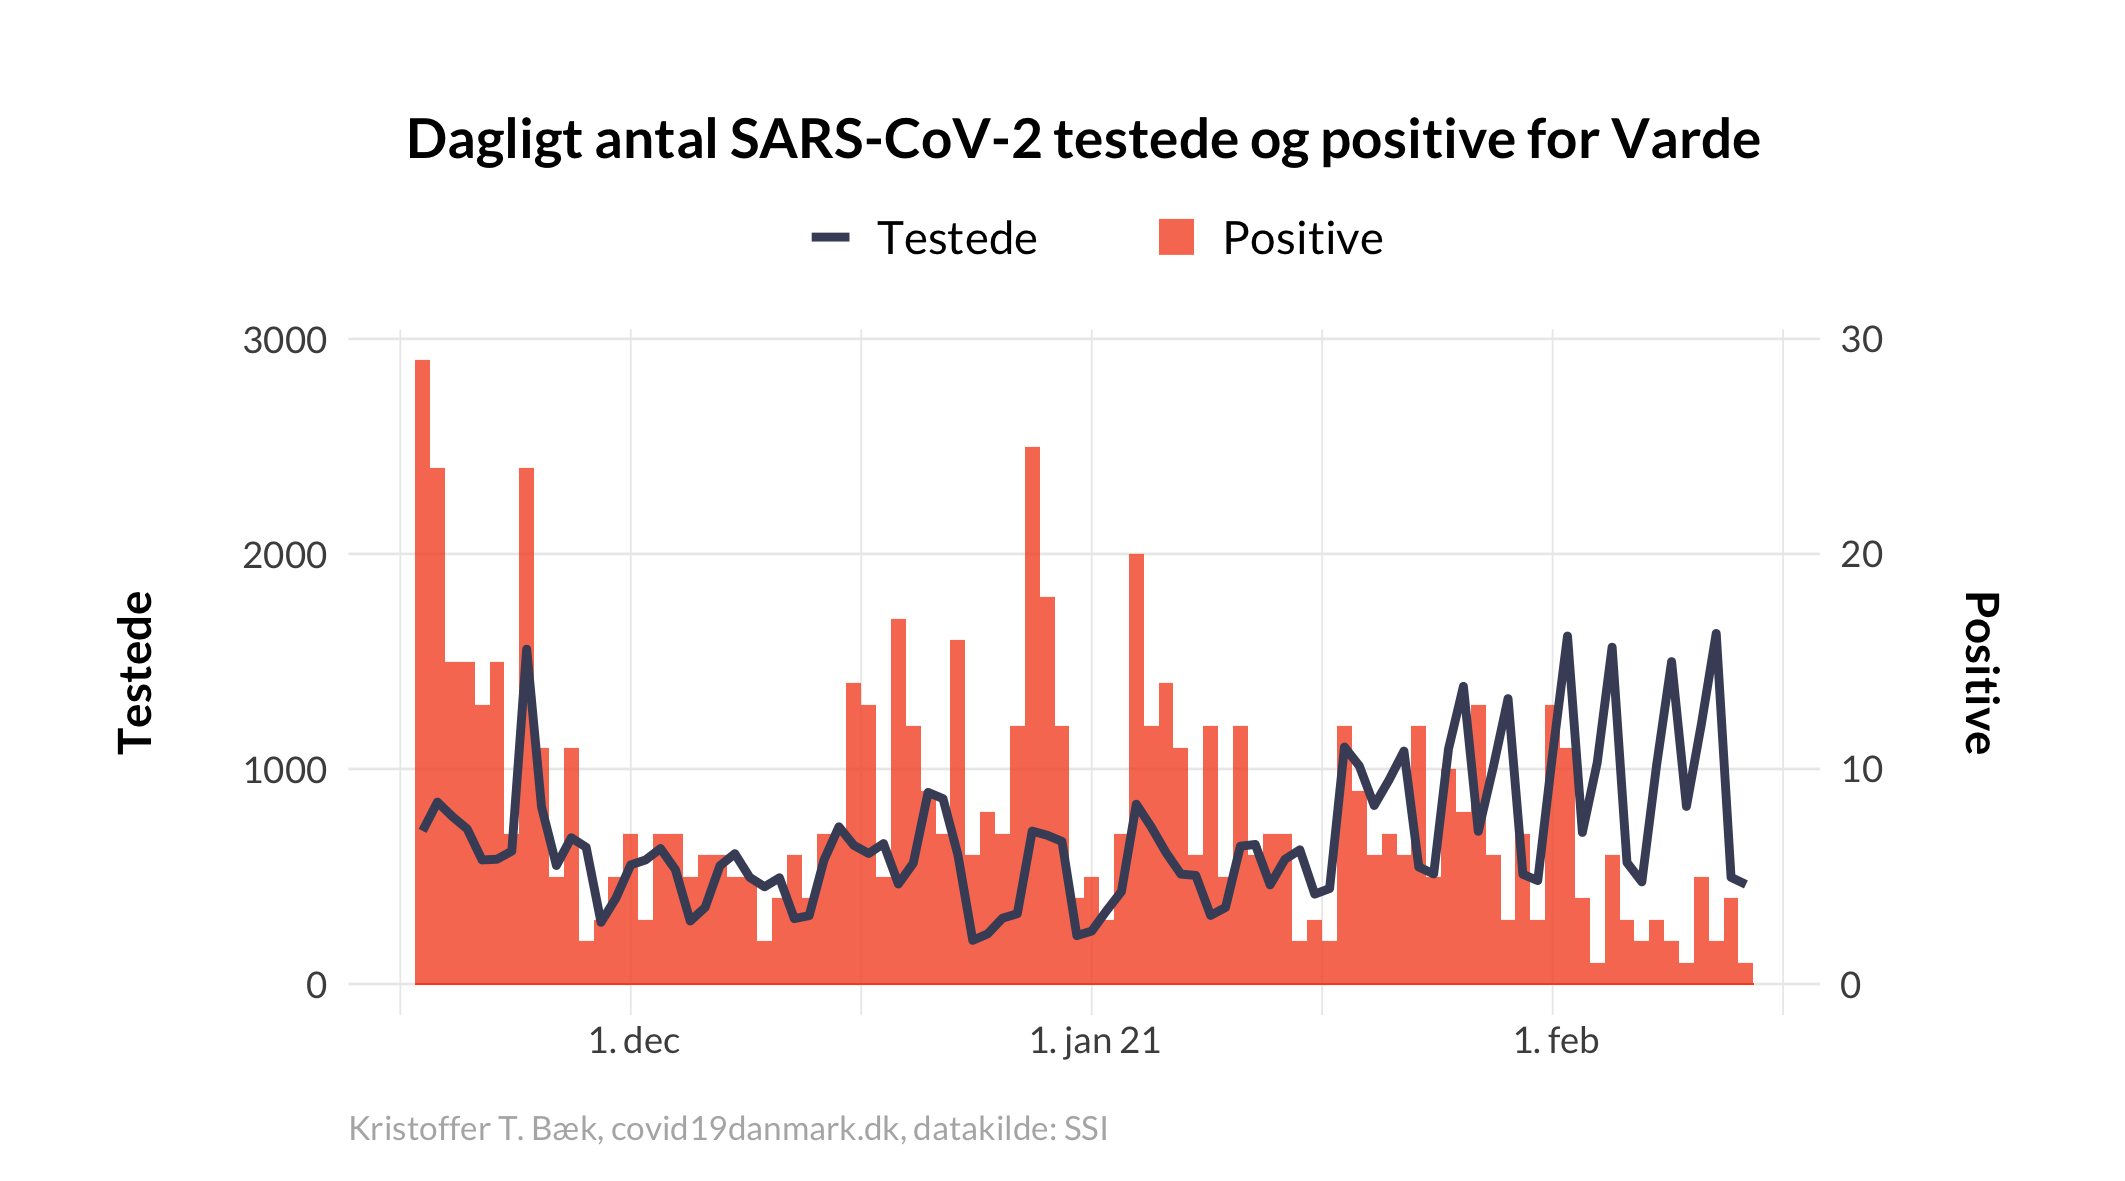 Dagligt antal SARS-CoV-2 testede og positive for Varde
Testede Positive
3000 30
2000 20
1000 10
0 0
Testede
Positive
1. dec 1. jan 21 1. feb
Kristoffer T. Bæk, covid19danmark.dk, datakilde: SSI